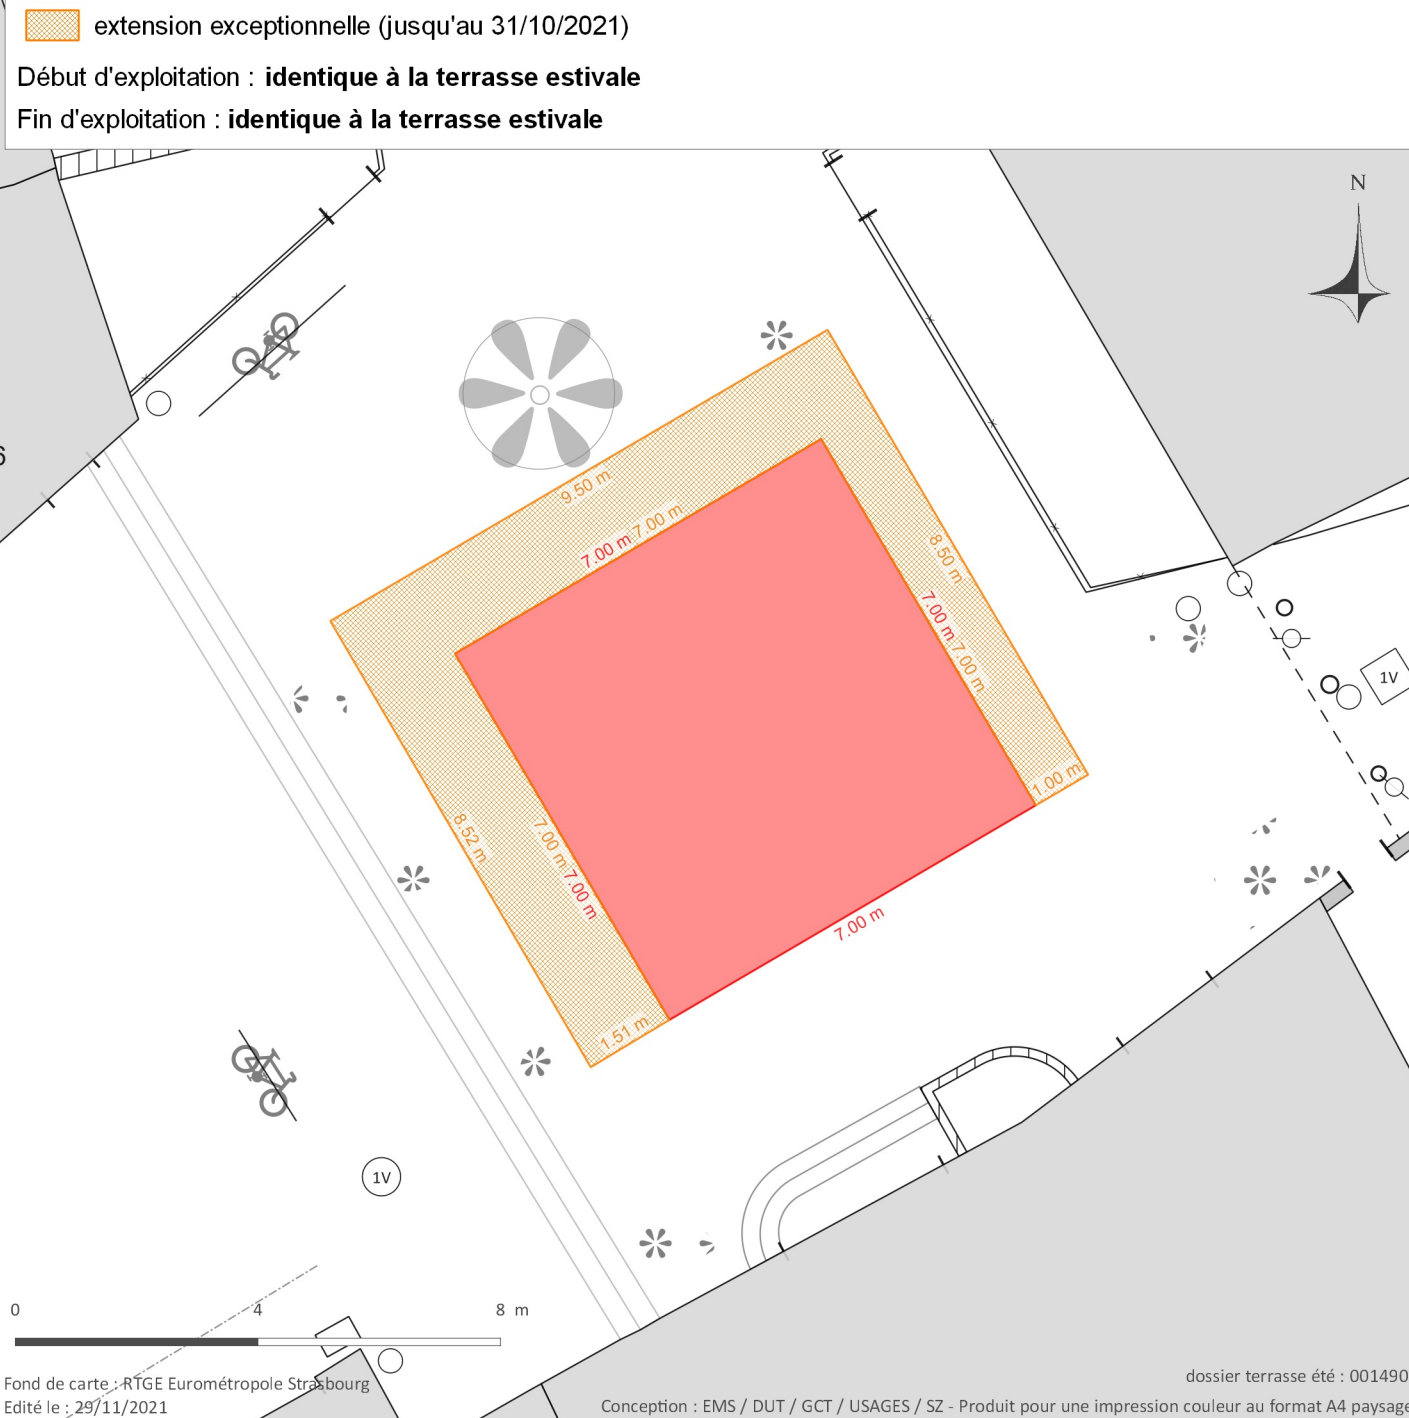 extension exceptionnelle (jusqu'au 31/10/2021)
Début d'exploitation : identique à la terrasse estivale
Fin d'exploitation : identique à la terrasse estivale
N
6
9.50 m
7.00 m 7.00 m
8.50 m
7.00 m 7.00 m
1V
1.00 m
8.52 m
7.00 m 7.00 m
7.00 m
1.51 m
1V
0 4 8 m
Fond de carte : RTGE Eurométropole Strasbourg
Edité le : 29/11/2021
dossier terrasse été : 001490
Conception : EMS / DUT / GCT / USAGES / SZ - Produit pour une impression couleur au format A4 paysage